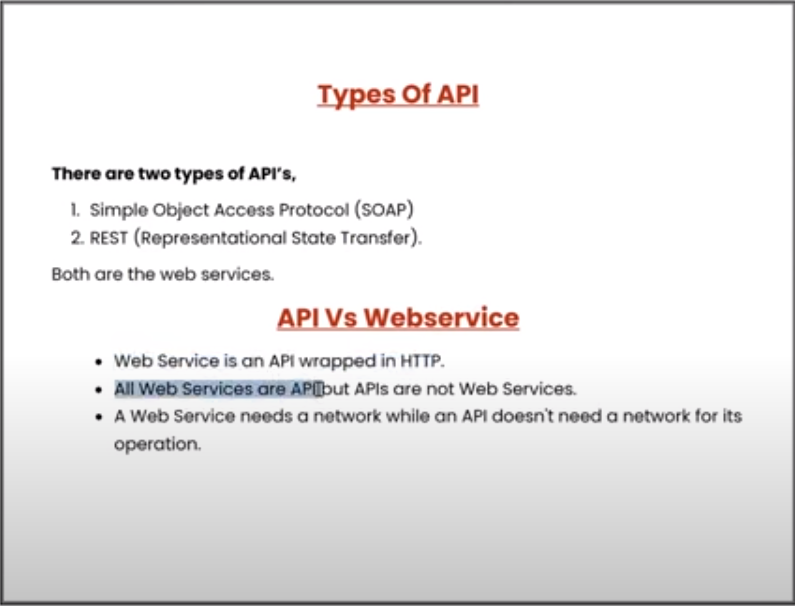 Types Of API
There are two types of API's,
1. Simple Object Access Protocol (SOAP)
2. REST (Representational State Transfer).
Both are the web services.
API Vs Webservice
• Web Service is an API wrapped in HTTP.
• All Web Services are API but APIs are not Web Services.
• A Web Service needs a network while an API doesn't need a network for its
operation.